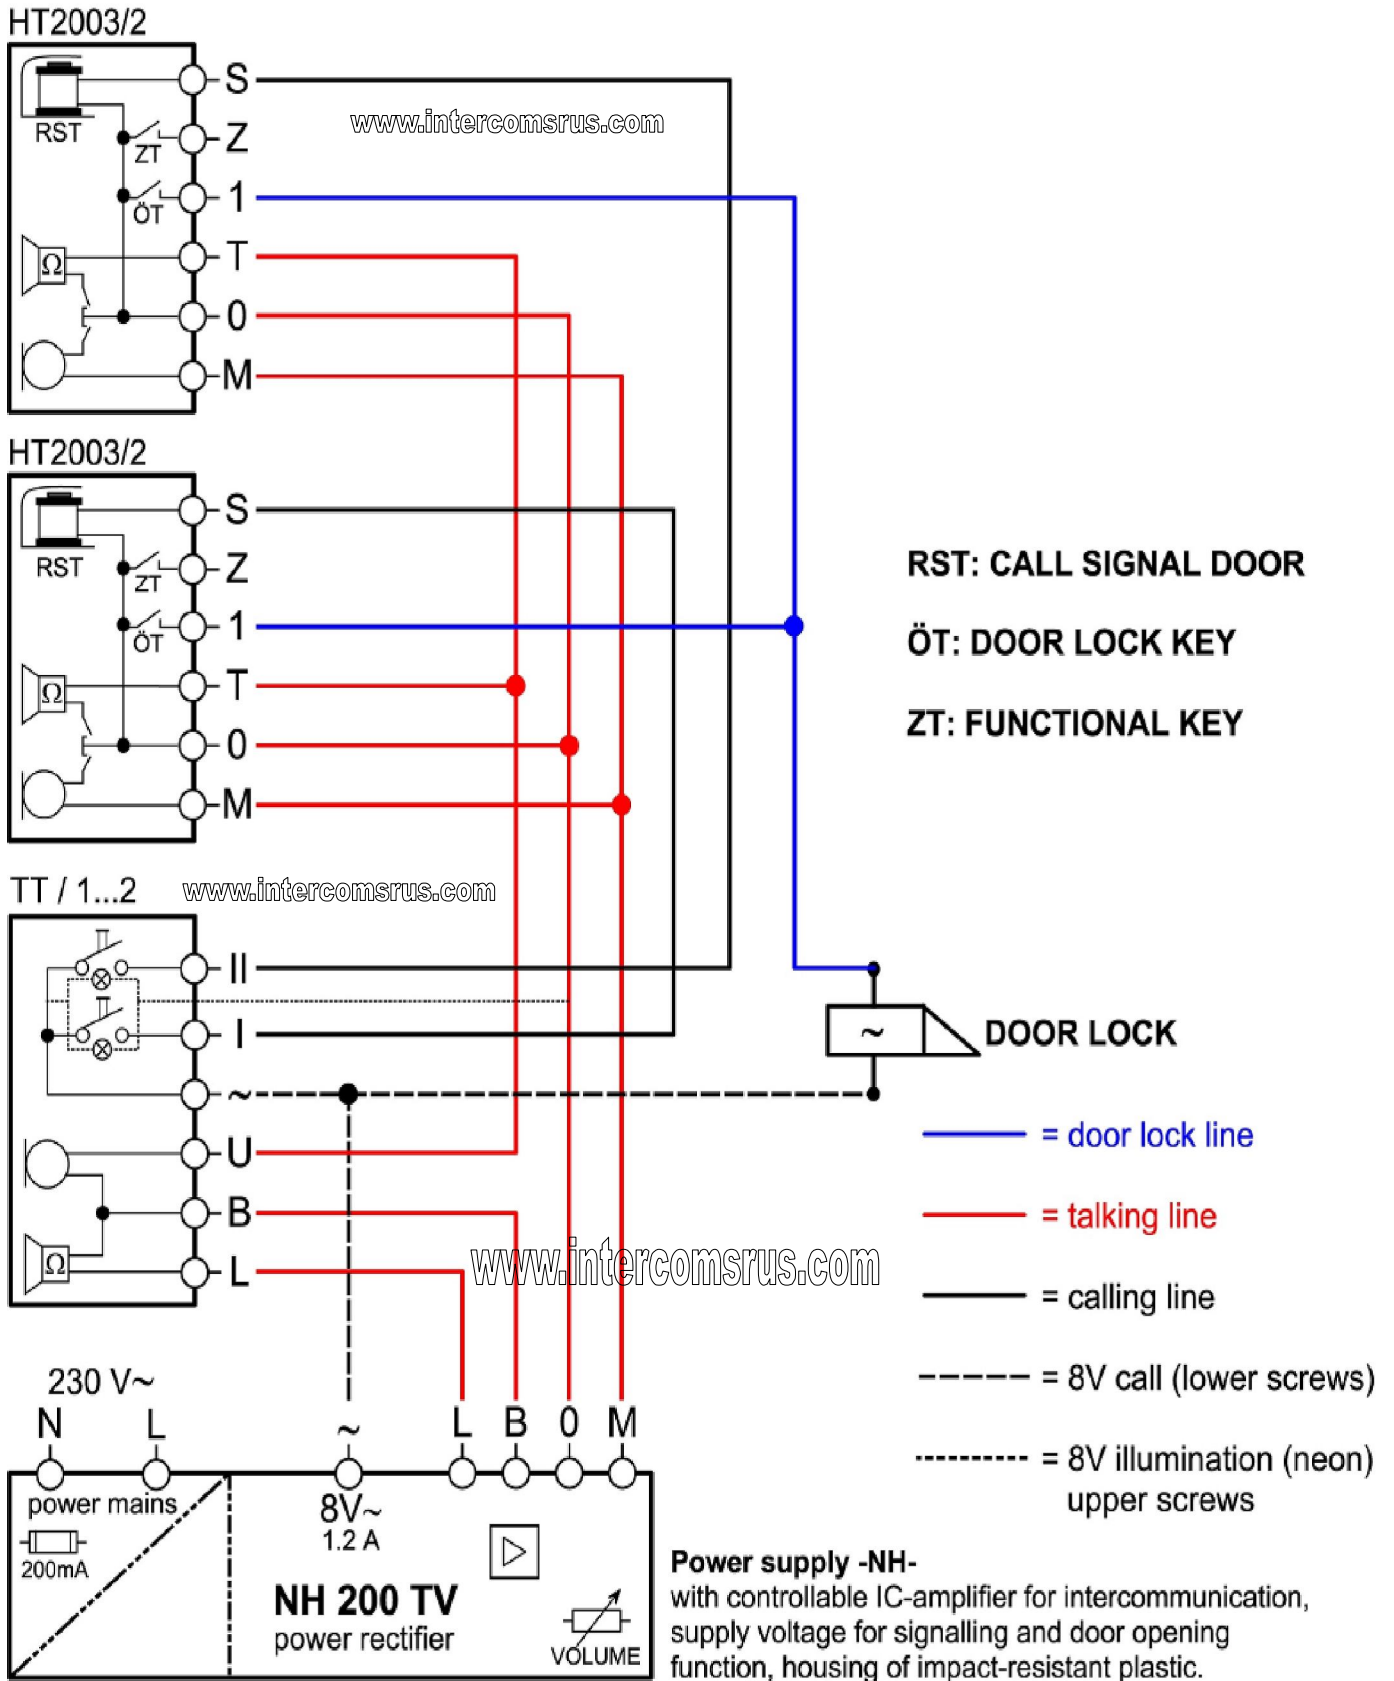 HT2003/2
S
www.intercomsrus.com
RST
Z
ZT
1
ÖT
T
Ω
0
M
HT2003/2
S
RST
Z
ZT
1
ÖT
T
Ω
0
M
RST: CALL SIGNAL DOOR
ÖT: DOOR LOCK KEY
ZT: FUNCTIONAL KEY
TT / 1...2
www.intercomsrus.com
II
I
~
U
B
L
Ω
~
DOOR LOCK
= door lock line
= talking line
= calling line
= 8V call (lower screws)
= 8V illumination (neon)
upper screws
www.intercomsrus.com
230 V~
N L ~ L B 0 M
power mains
8V~
1.2 A
200mA
NH 200 TV
power rectifier
VOLUME
Power supply -NH-
with controllable IC-amplifier for intercommunication,
supply voltage for signalling and door opening
function, housing of impact-resistant plastic.